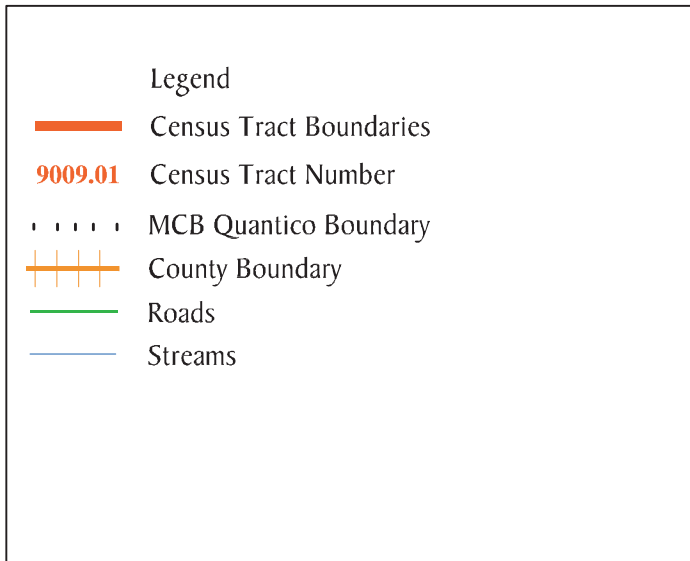 Legend
Census Tract Boundaries
9009.01 Census Tract Number
MCB Quantico Boundary
County Boundary
Roads
Streams